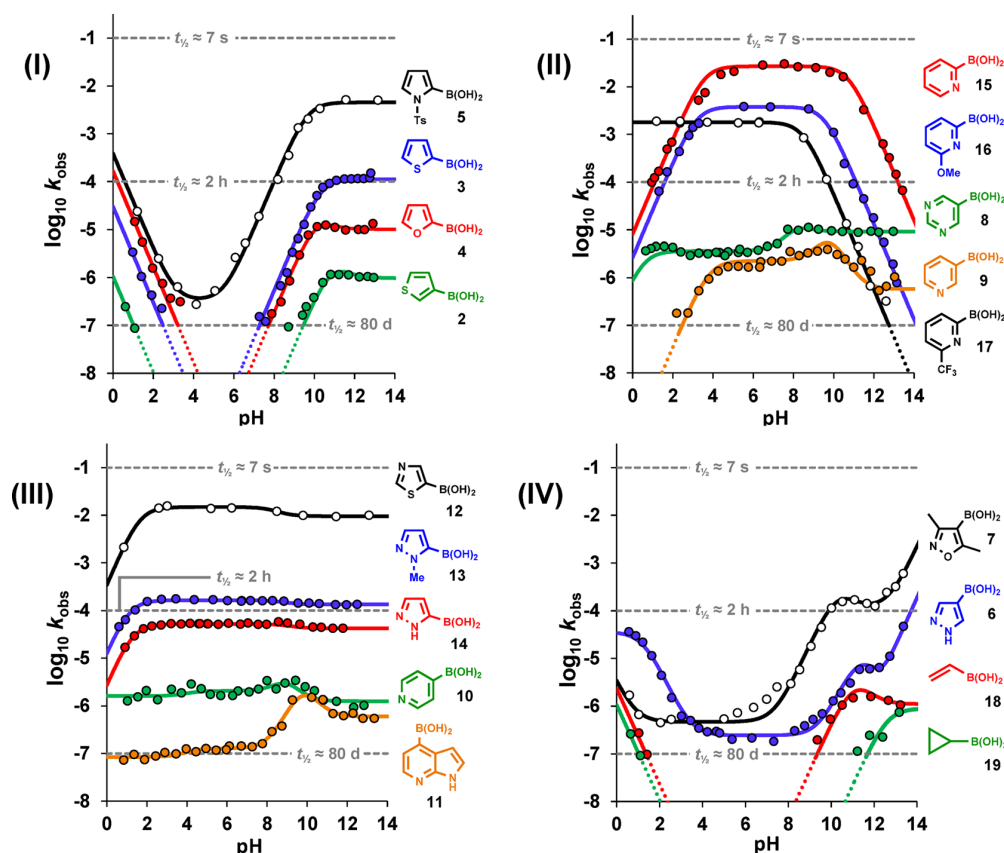 (I)
log₁₀ kobs
-1
-2
-3
-4
-5
-6
-7
-8
t½ ≈ 7 s
t½ ≈ 2 h
t½ ≈ 80 d
0 2 4 6 8 10 12 14
pH
N
Ts
B(OH)2
5
S
B(OH)2
3
O
B(OH)2
4
S
B(OH)2
2
(II)
log₁₀ kobs
-1
-2
-3
-4
-5
-6
-7
-8
t½ ≈ 7 s
t½ ≈ 2 h
t½ ≈ 80 d
0 2 4 6 8 10 12 14
pH
B(OH)2
N
15
B(OH)2
N
OMe
16
N
B(OH)2
N
8
B(OH)2
N
9
B(OH)2
N
CF3
17
(III)
log₁₀ kobs
-1
-2
-3
-4
-5
-6
-7
-8
t½ ≈ 7 s
t½ ≈ 2 h
t½ ≈ 80 d
0 2 4 6 8 10 12 14
pH
N
S
B(OH)2
12
N
N
Me
B(OH)2
13
N
N
H
B(OH)2
14
B(OH)2
N
10
B(OH)2
N
N
H
11
(IV)
log₁₀ kobs
-1
-2
-3
-4
-5
-6
-7
-8
t½ ≈ 7 s
t½ ≈ 2 h
t½ ≈ 80 d
0 2 4 6 8 10 12 14
pH
B(OH)2
N
O
7
B(OH)2
N
N
H
6
B(OH)2
18
B(OH)2
19